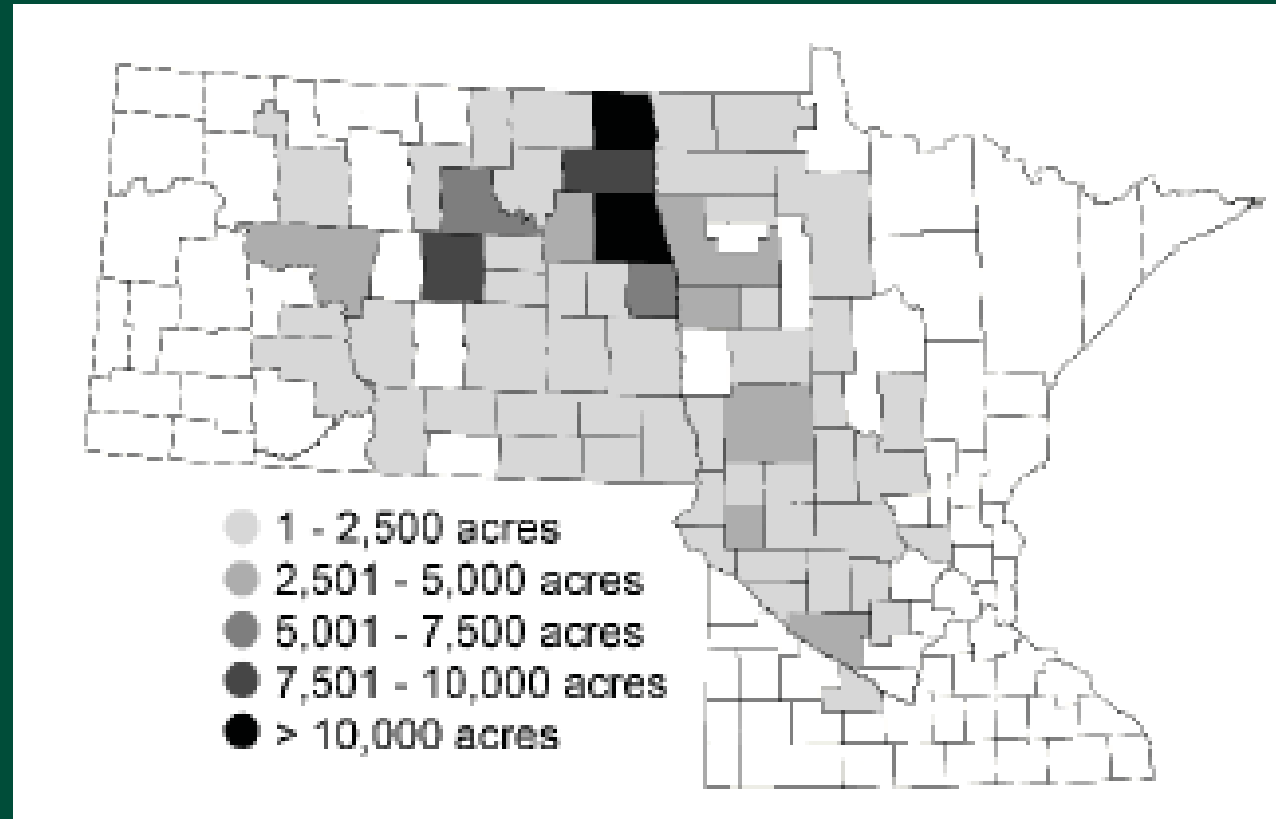 1 - 2,500 acres
2,501 - 5,000 acres
5,001 - 7,500 acres
7,501 - 10,000 acres
> 10,000 acres